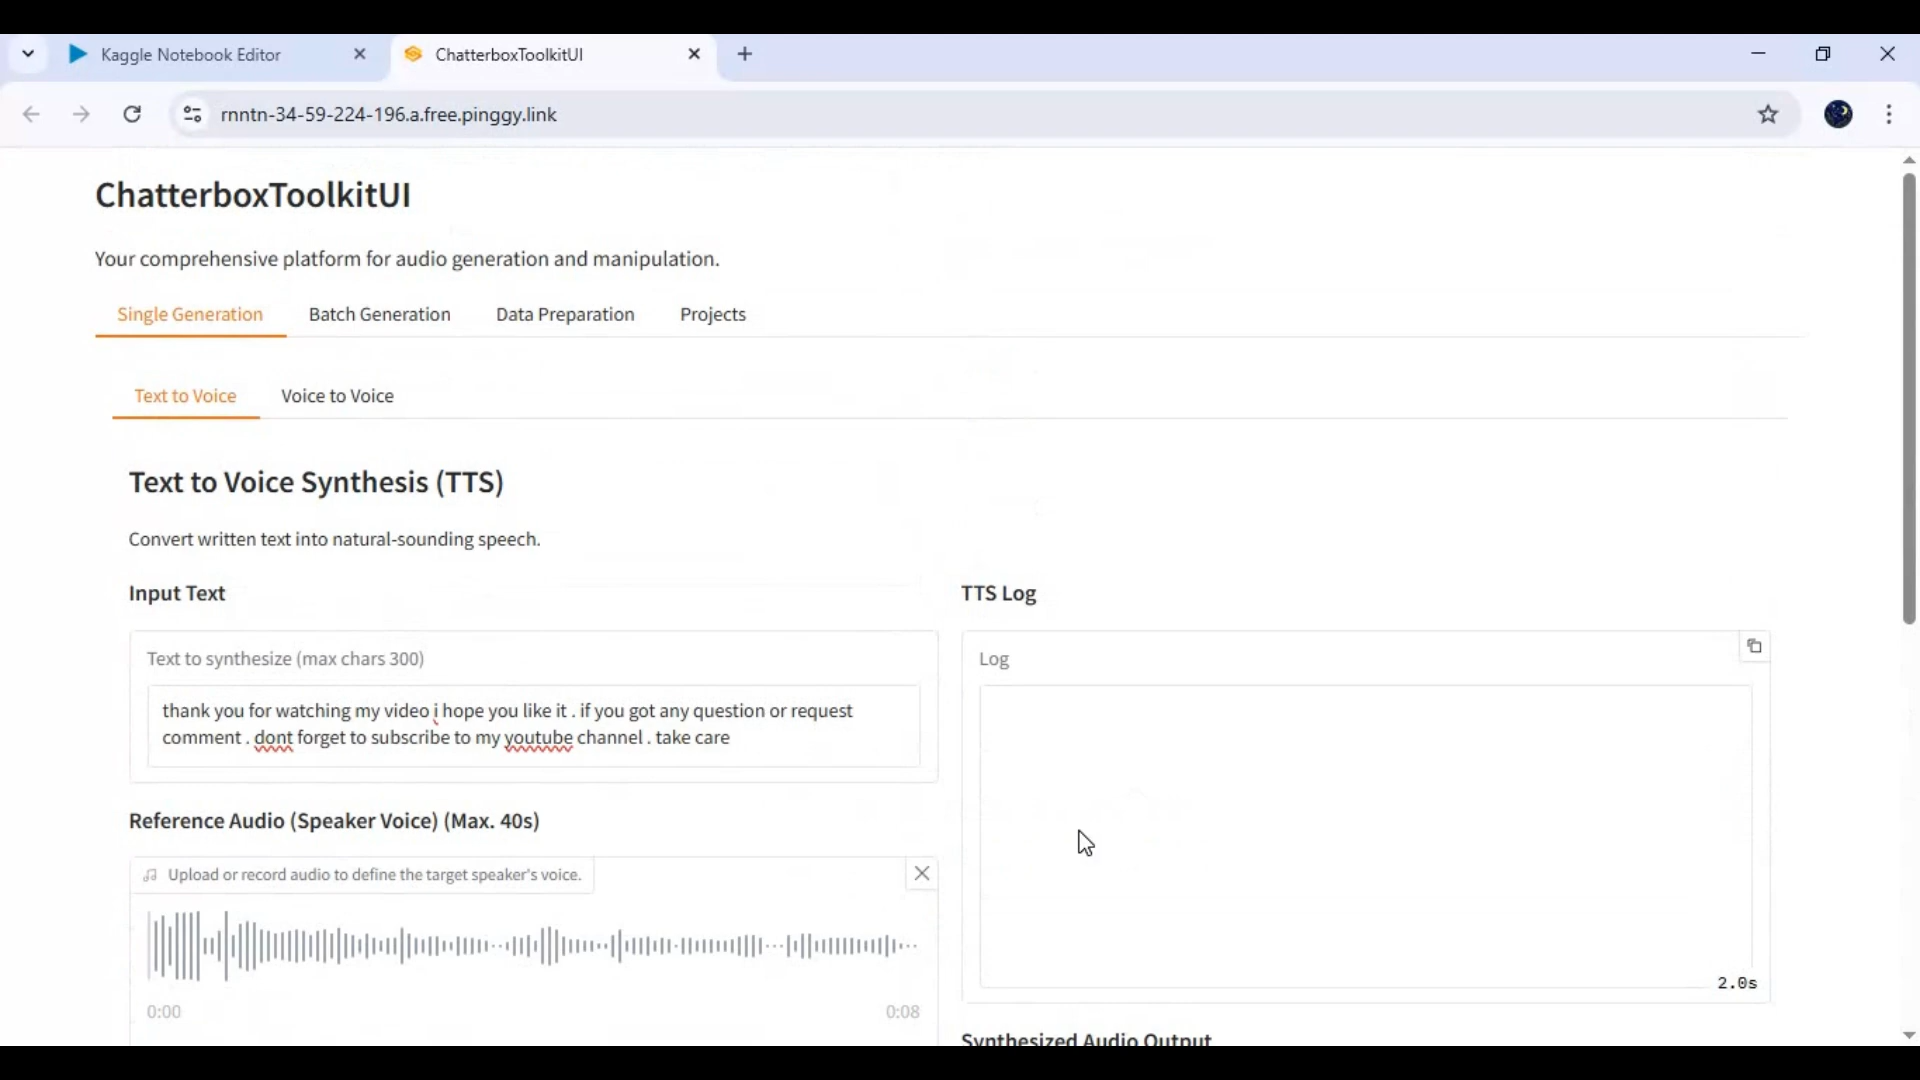 Kaggle Notebook Editor
ChatterboxToolkitUI
rnntn-34-59-224-196.a.free.pinggy.link
ChatterboxToolkitUI
Your comprehensive platform for audio generation and manipulation.
Single Generation
Batch Generation
Data Preparation
Projects
Text to Voice
Voice to Voice
Text to Voice Synthesis (TTS)
Convert written text into natural-sounding speech.
Input Text
Text to synthesize (max chars 300)
thank you for watching my video i hope you like it . if you got any question or request
comment . dont forget to subscribe to my youtube channel . take care
Reference Audio (Speaker Voice) (Max. 40s)
Upload or record audio to define the target speaker's voice.
0:00
0:08
TTS Log
Log
2.0s
Synthesized Audio Output